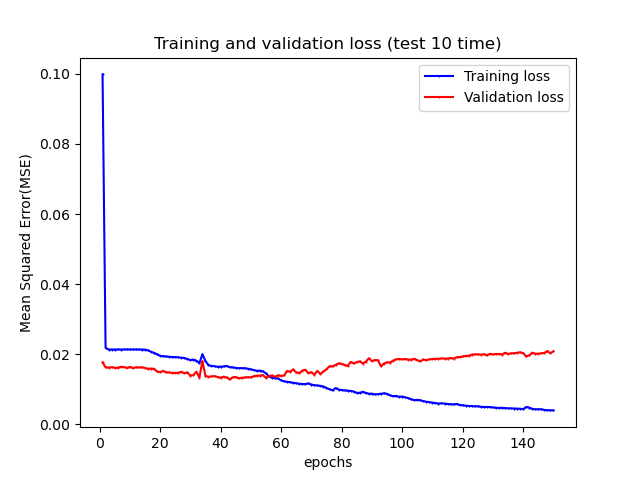 Training and validation loss (test 10 time)
Training loss
Validation loss
Mean Squared Error(MSE)
0.10
0.08
0.06
0.04
0.02
0.00
0 20 40 60 80 100 120 140
epochs